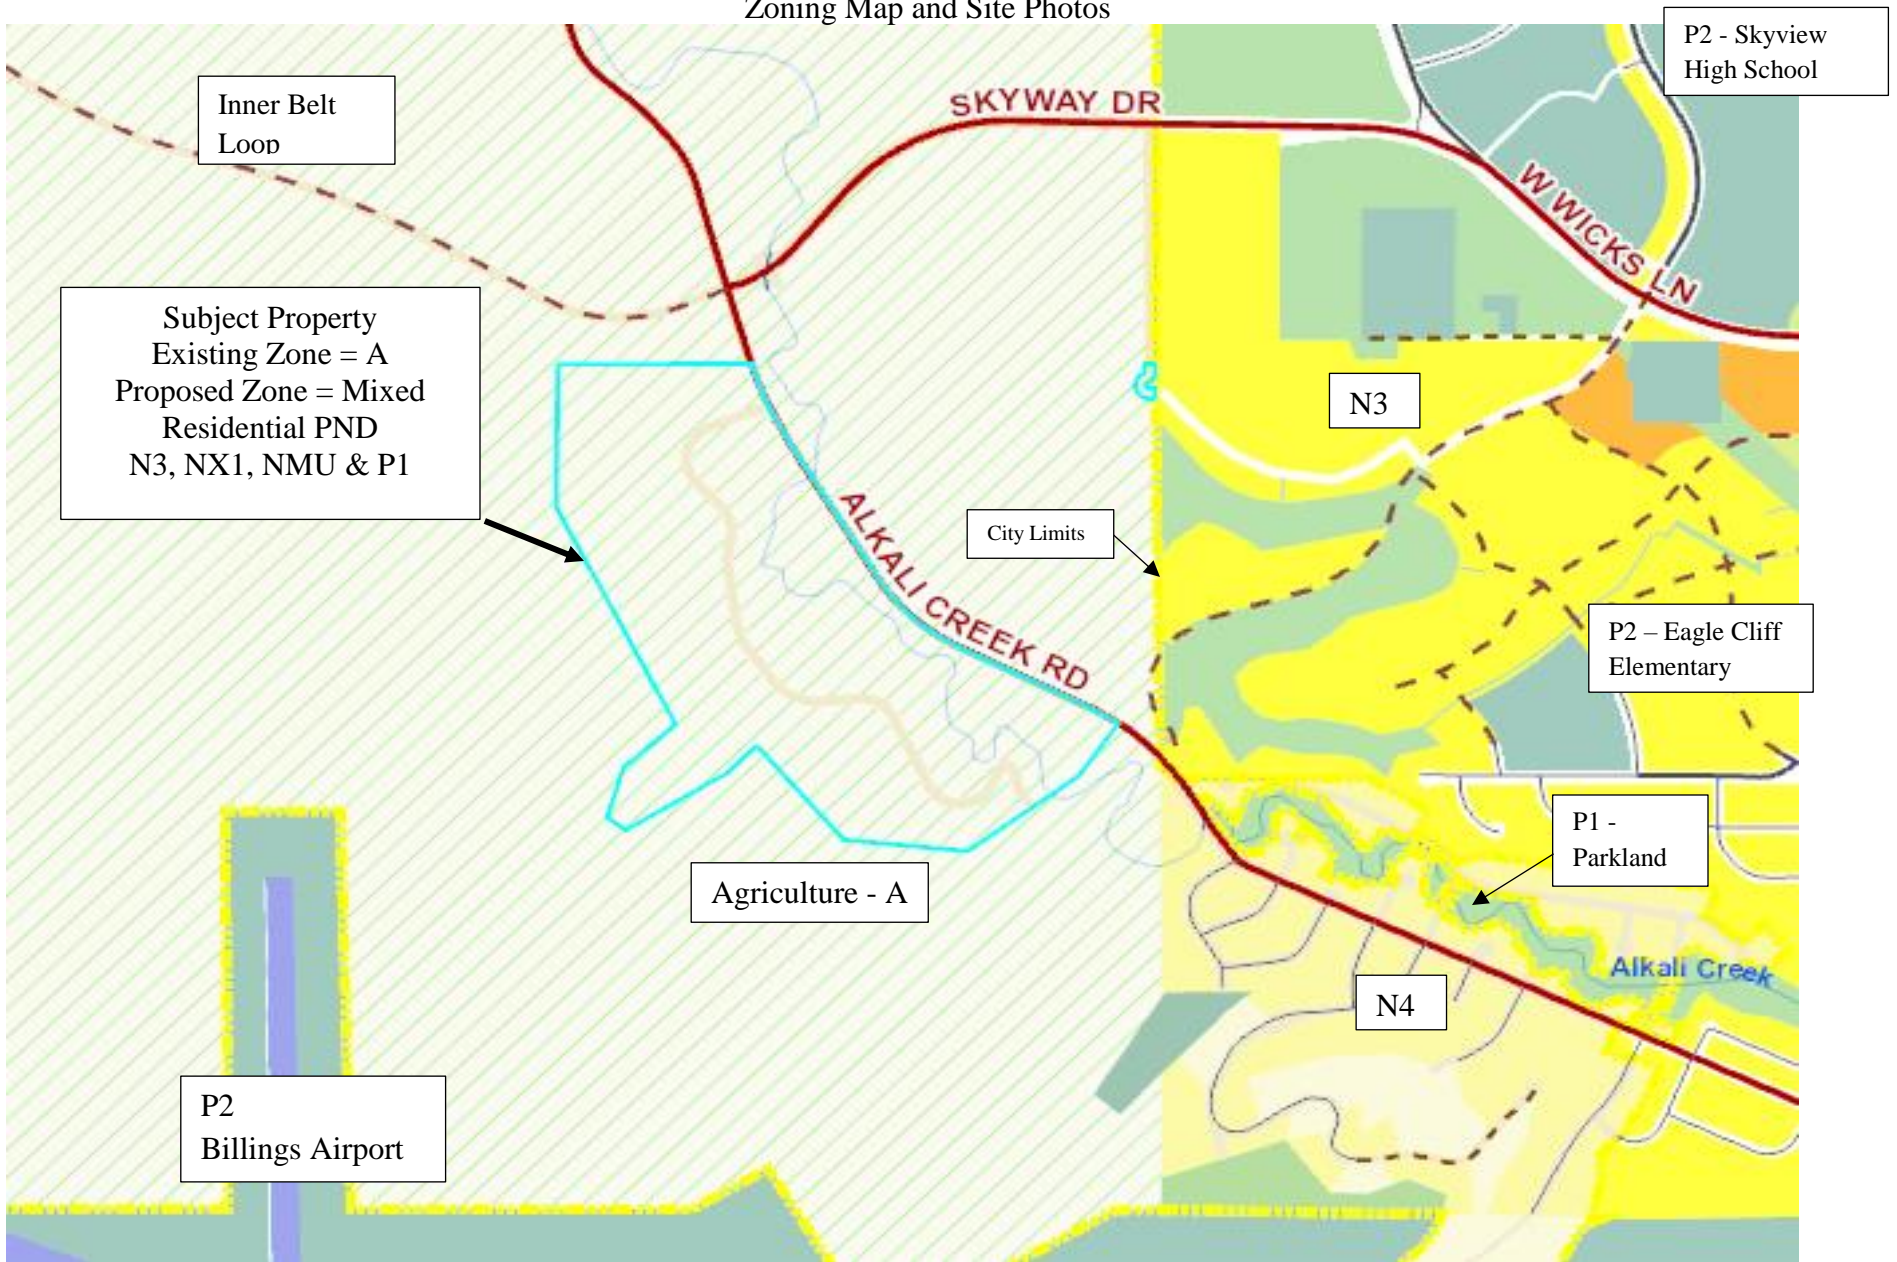 Zoning Map and Site Photos
P2 - Skyview
High School
Inner Belt
Loop
SKYWAY DR
W WICKS LN
Subject Property
Existing Zone = A
Proposed Zone = Mixed
Residential PND
N3, NX1, NMU & P1
N3
ALKALI CREEK RD
City Limits
P2 – Eagle Cliff
Elementary
P1 -
Parkland
Agriculture - A
Alkali Creek
N4
P2
Billings Airport